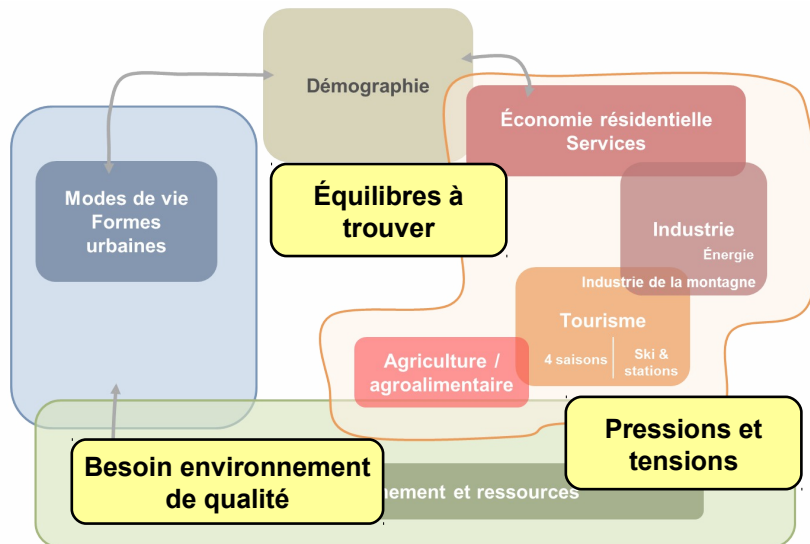 Démographie
Économie résidentielle
Services
Modes de vie
Formes
urbaines
Équilibres à
trouver
Industrie
Énergie
Industrie de la montagne
Tourisme
4 saisons
Ski &
stations
Agriculture /
agroalimentaire
Pressions et
tensions
Besoin environnement
de qualité
et ressources